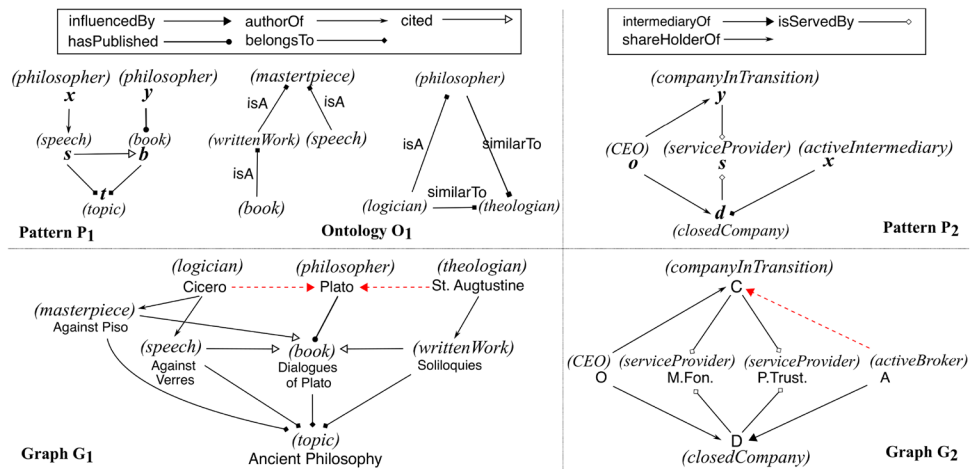 influencedBy authorOf cited
hasPublished belongsTo
intermediaryOf isServedBy
shareHolderOf
(philosopher) (philosopher)
x y
(speech) (book)
s b
t
(topic)
Pattern P1
(mastertpiece)
isA isA
(writtenWork) (speech)
isA
(book)
(philosopher)
isA similarTo
similarTo
(logician) (theologian)
Ontology O1
(companyInTransition)
y
(CEO) (serviceProvider) (activeIntermediary)
o s x
d
(closedCompany)
Pattern P2
(logician) (philosopher) (theologian)
Cicero Plato St. Augtustine
(masterpiece)
Against Piso
(speech) (book) (writtenWork)
Against Verres
Dialogues of Plato
Soliloquies
(topic)
Ancient Philosophy
Graph G1
(companyInTransition)
C
(CEO) (serviceProvider) (serviceProvider) (activeBroker)
O M.Fon. P.Trust. A
D
(closedCompany)
Graph G2